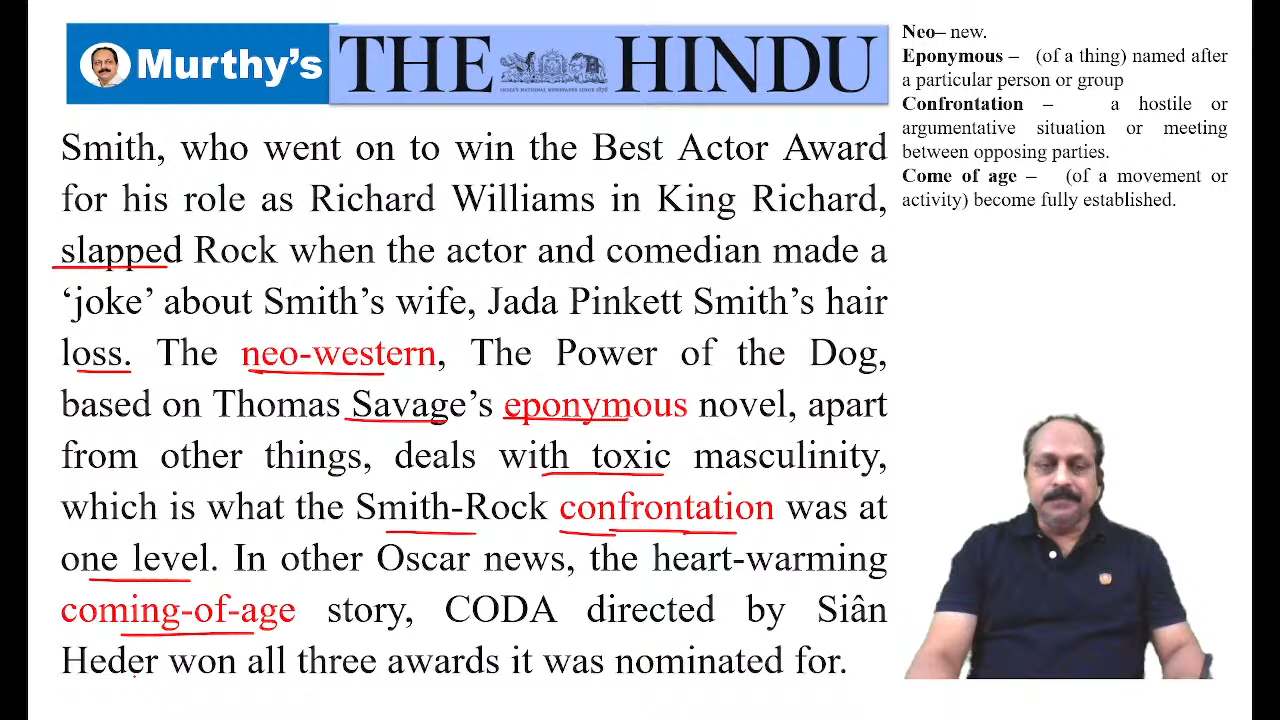 Murthy's
THE HINDU
INDIA'S NATIONAL NEWSPAPER SINCE 1878
Smith, who went on to win the Best Actor Award
for his role as Richard Williams in King Richard,
slapped Rock when the actor and comedian made a
‘joke’ about Smith’s wife, Jada Pinkett Smith’s hair
loss. The neo-western, The Power of the Dog,
based on Thomas Savage’s eponymous novel, apart
from other things, deals with toxic masculinity,
which is what the Smith-Rock confrontation was at
one level. In other Oscar news, the heart-warming
coming-of-age story, CODA directed by Siân
Heder won all three awards it was nominated for.
Neo– new.
Eponymous – (of a thing) named after
a particular person or group
Confrontation – a hostile or
argumentative situation or meeting
between opposing parties.
Come of age – (of a movement or
activity) become fully established.